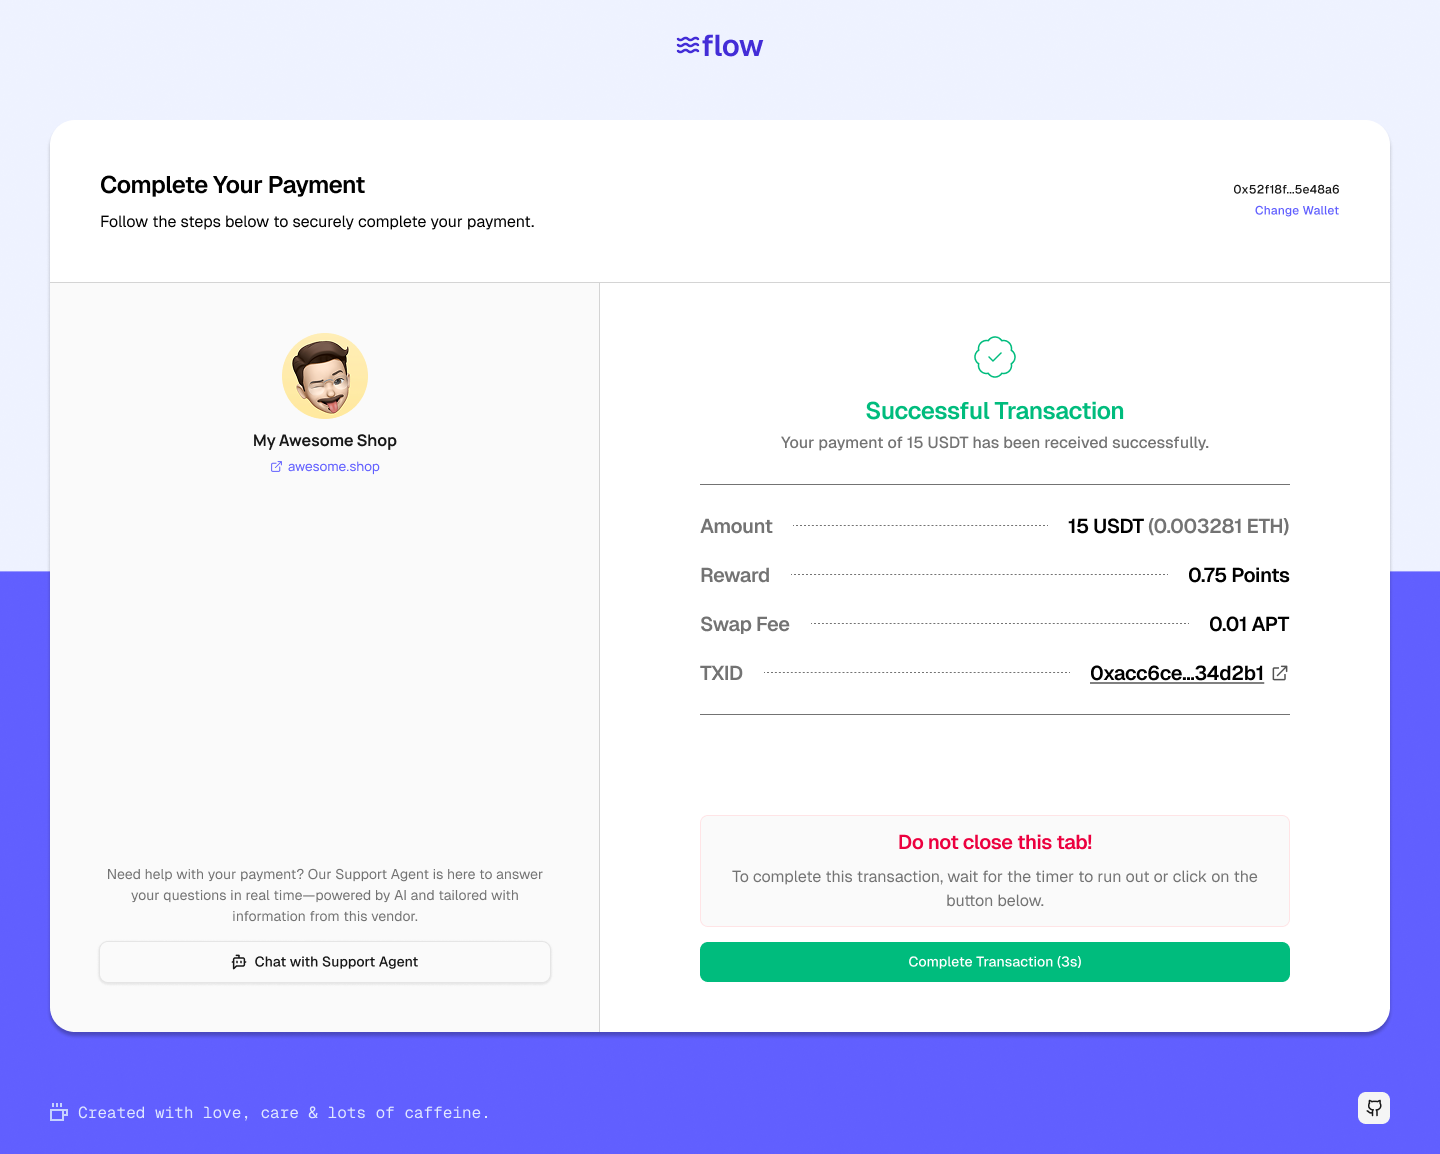 flow
Complete Your Payment
Follow the steps below to securely complete your payment.
0x52f18f...5e48a6
Change Wallet
My Awesome Shop
awesome.shop
Need help with your payment? Our Support Agent is here to answer
your questions in real time—powered by AI and tailored with
information from this vendor.
Chat with Support Agent
Successful Transaction
Your payment of 15 USDT has been received successfully.
Amount 15 USDT (0.003281 ETH)
Reward 0.75 Points
Swap Fee 0.01 APT
TXID 0xacc6ce...34d2b1
Do not close this tab!
To complete this transaction, wait for the timer to run out or click on the
button below.
Complete Transaction (3s)
Created with love, care & lots of caffeine.